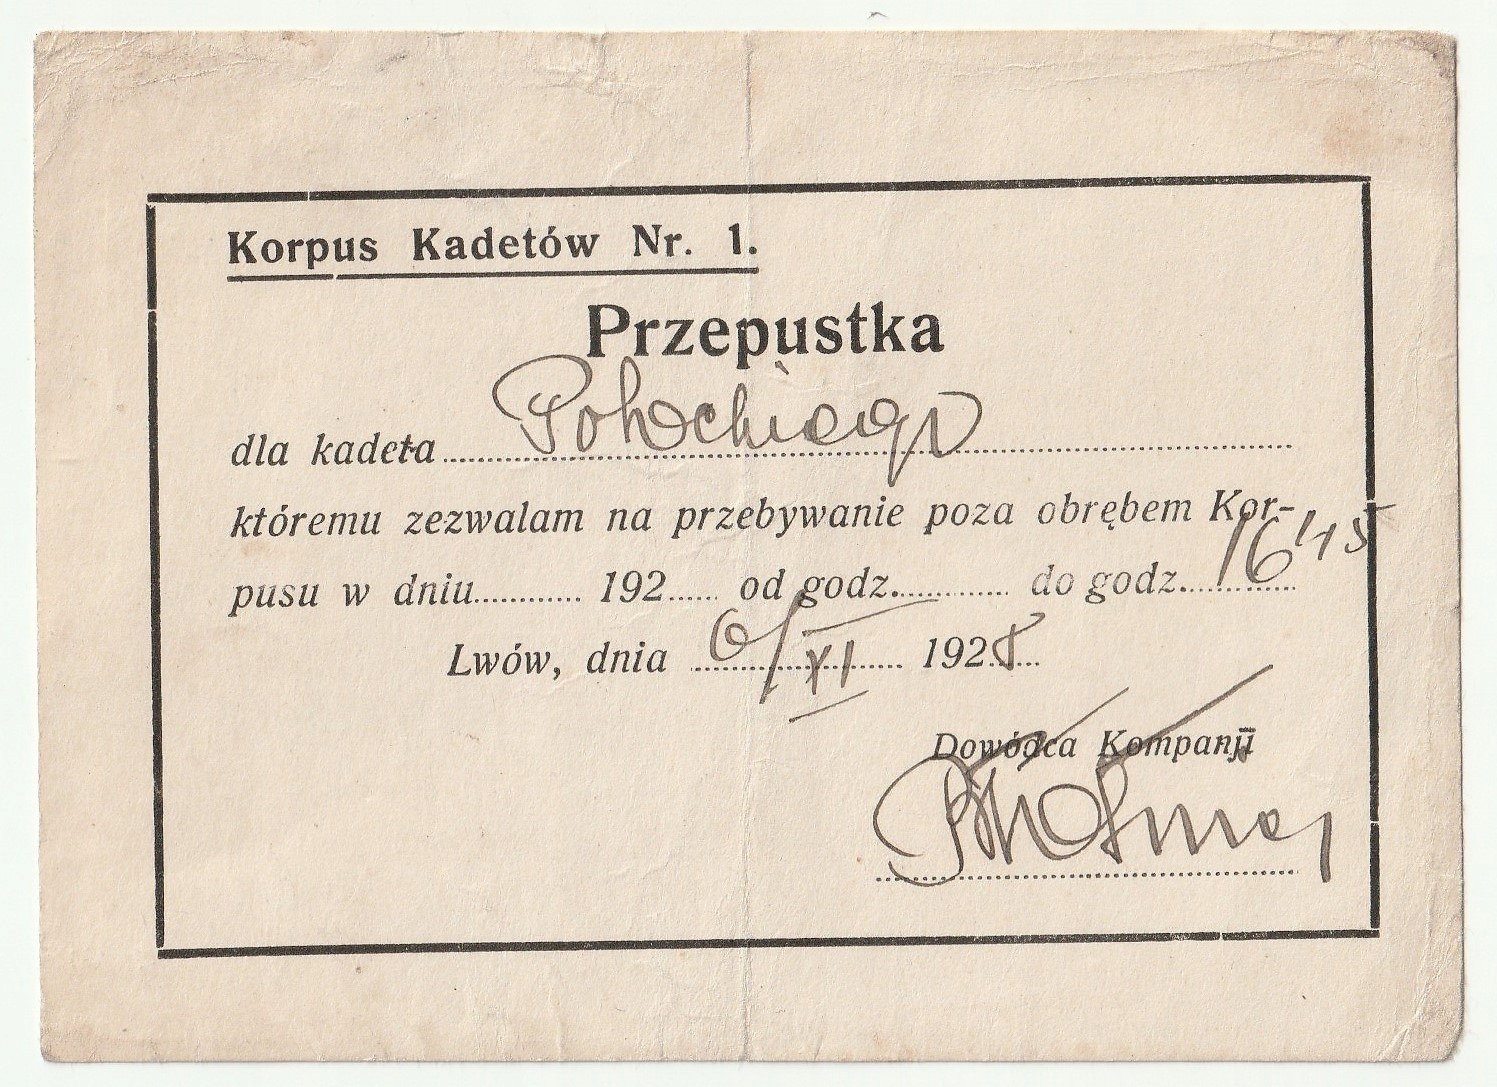 Korpus Kadetów Nr. 1.
Przepustka
dla kadeta Potockiego
któremu zezwalam na przebywanie poza obrębem Kor-
pusu w dniu............ 192...... od godz.............. do godz. 16 45
Lwów, dnia 6/XI 1928
Dowódca Kompanji